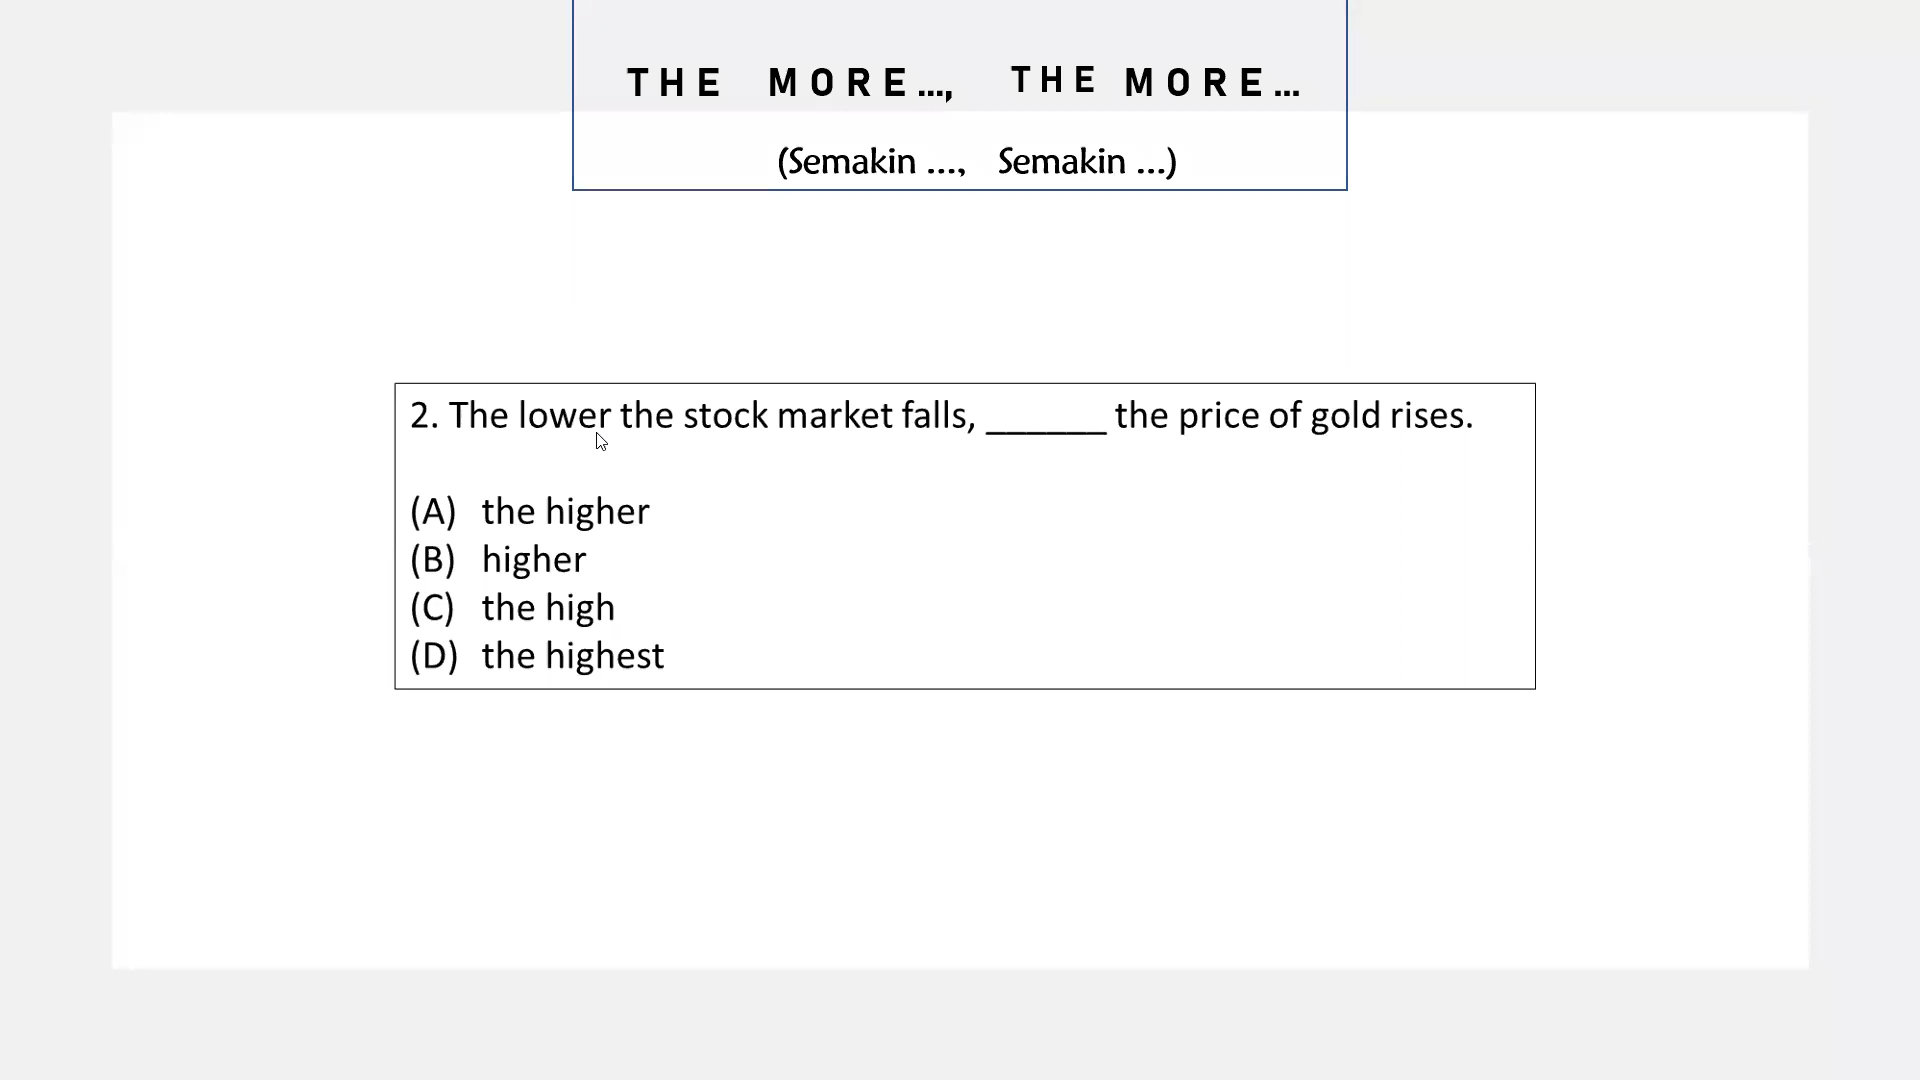 THE MORE..., THE MORE...
(Semakin ..., Semakin ...)
2. The lower the stock market falls, ______ the price of gold rises.
(A) the higher
(B) higher
(C) the high
(D) the highest